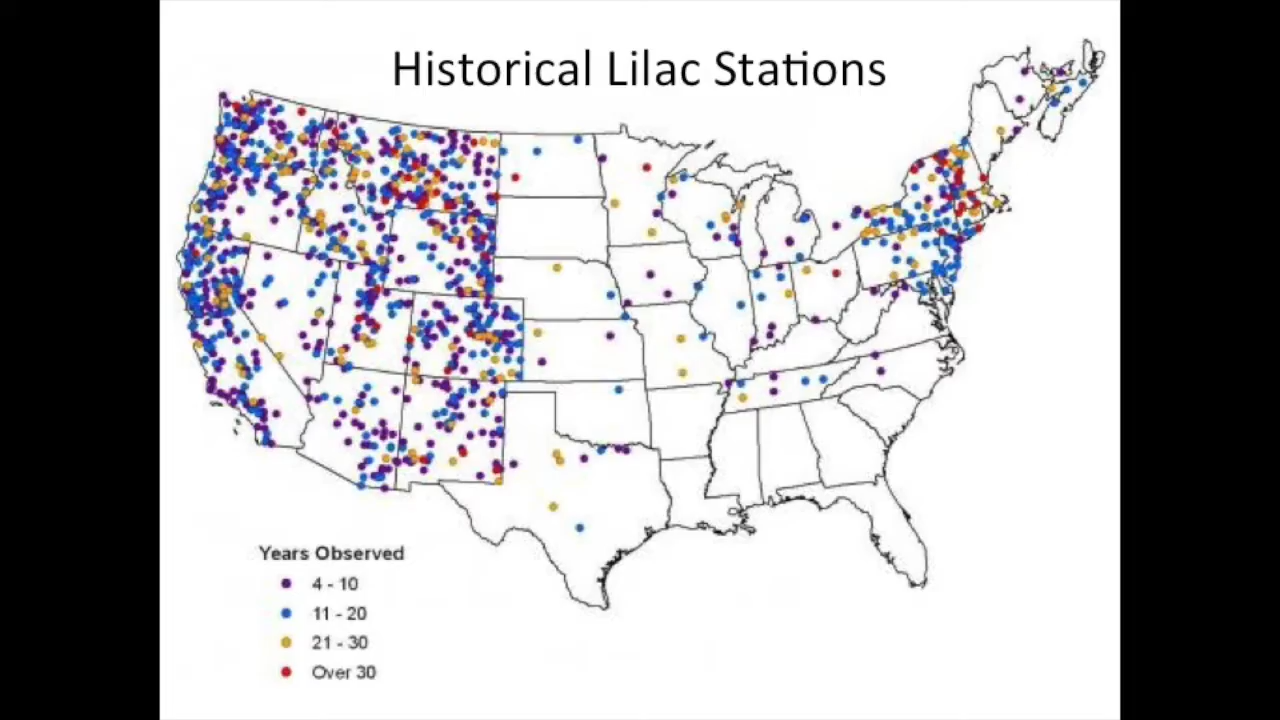 Historical Lilac Stations
Years Observed
4 - 10
11 - 20
21 - 30
Over 30